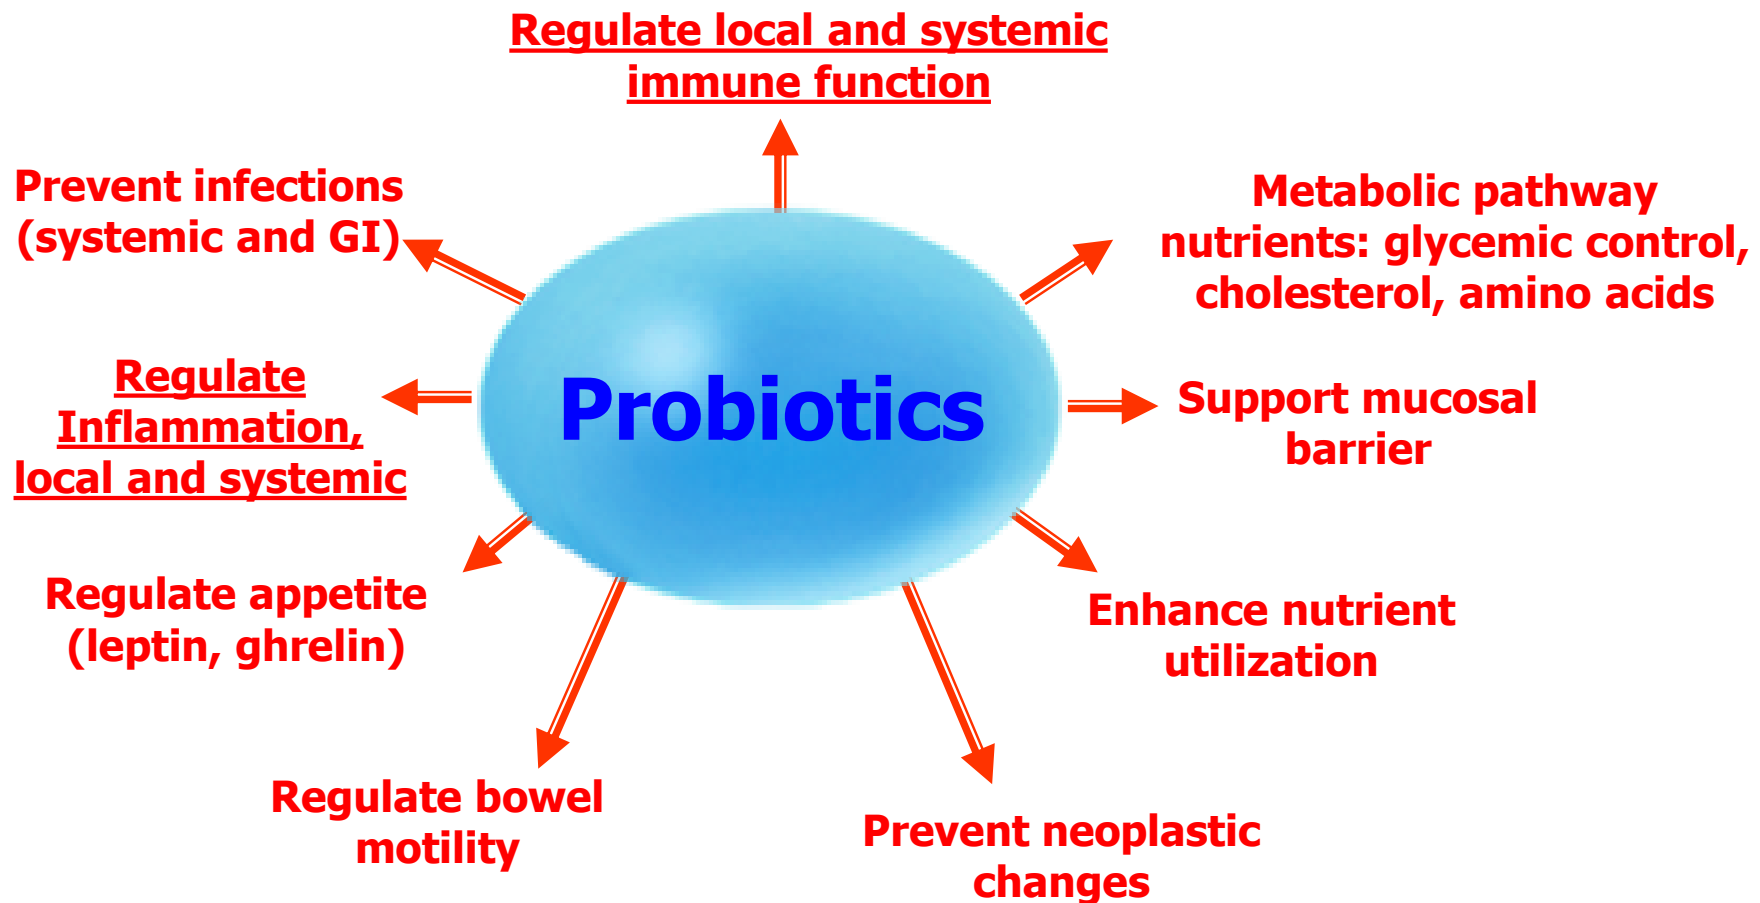 Regulate local and systemic
immune function
Prevent infections
(systemic and GI)
Metabolic pathway
nutrients: glycemic control,
cholesterol, amino acids
Regulate
Inflammation,
local and systemic
Probiotics
Support mucosal
barrier
Regulate appetite
(leptin, ghrelin)
Enhance nutrient
utilization
Regulate bowel
motility
Prevent neoplastic
changes